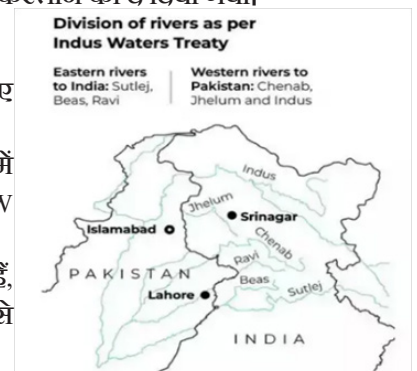 Division of rivers as per
Indus Waters Treaty
Eastern rivers
to India: Sutlej,
Beas, Ravi
Western rivers to
Pakistan: Chenab,
Jhelum and Indus
ए
में
W
हैं,
से
Indus
Jhelum
Srinagar
Islamabad
Chenab
Ravi
PAKISTAN
Beas
Lahore
Sutlej
INDIA